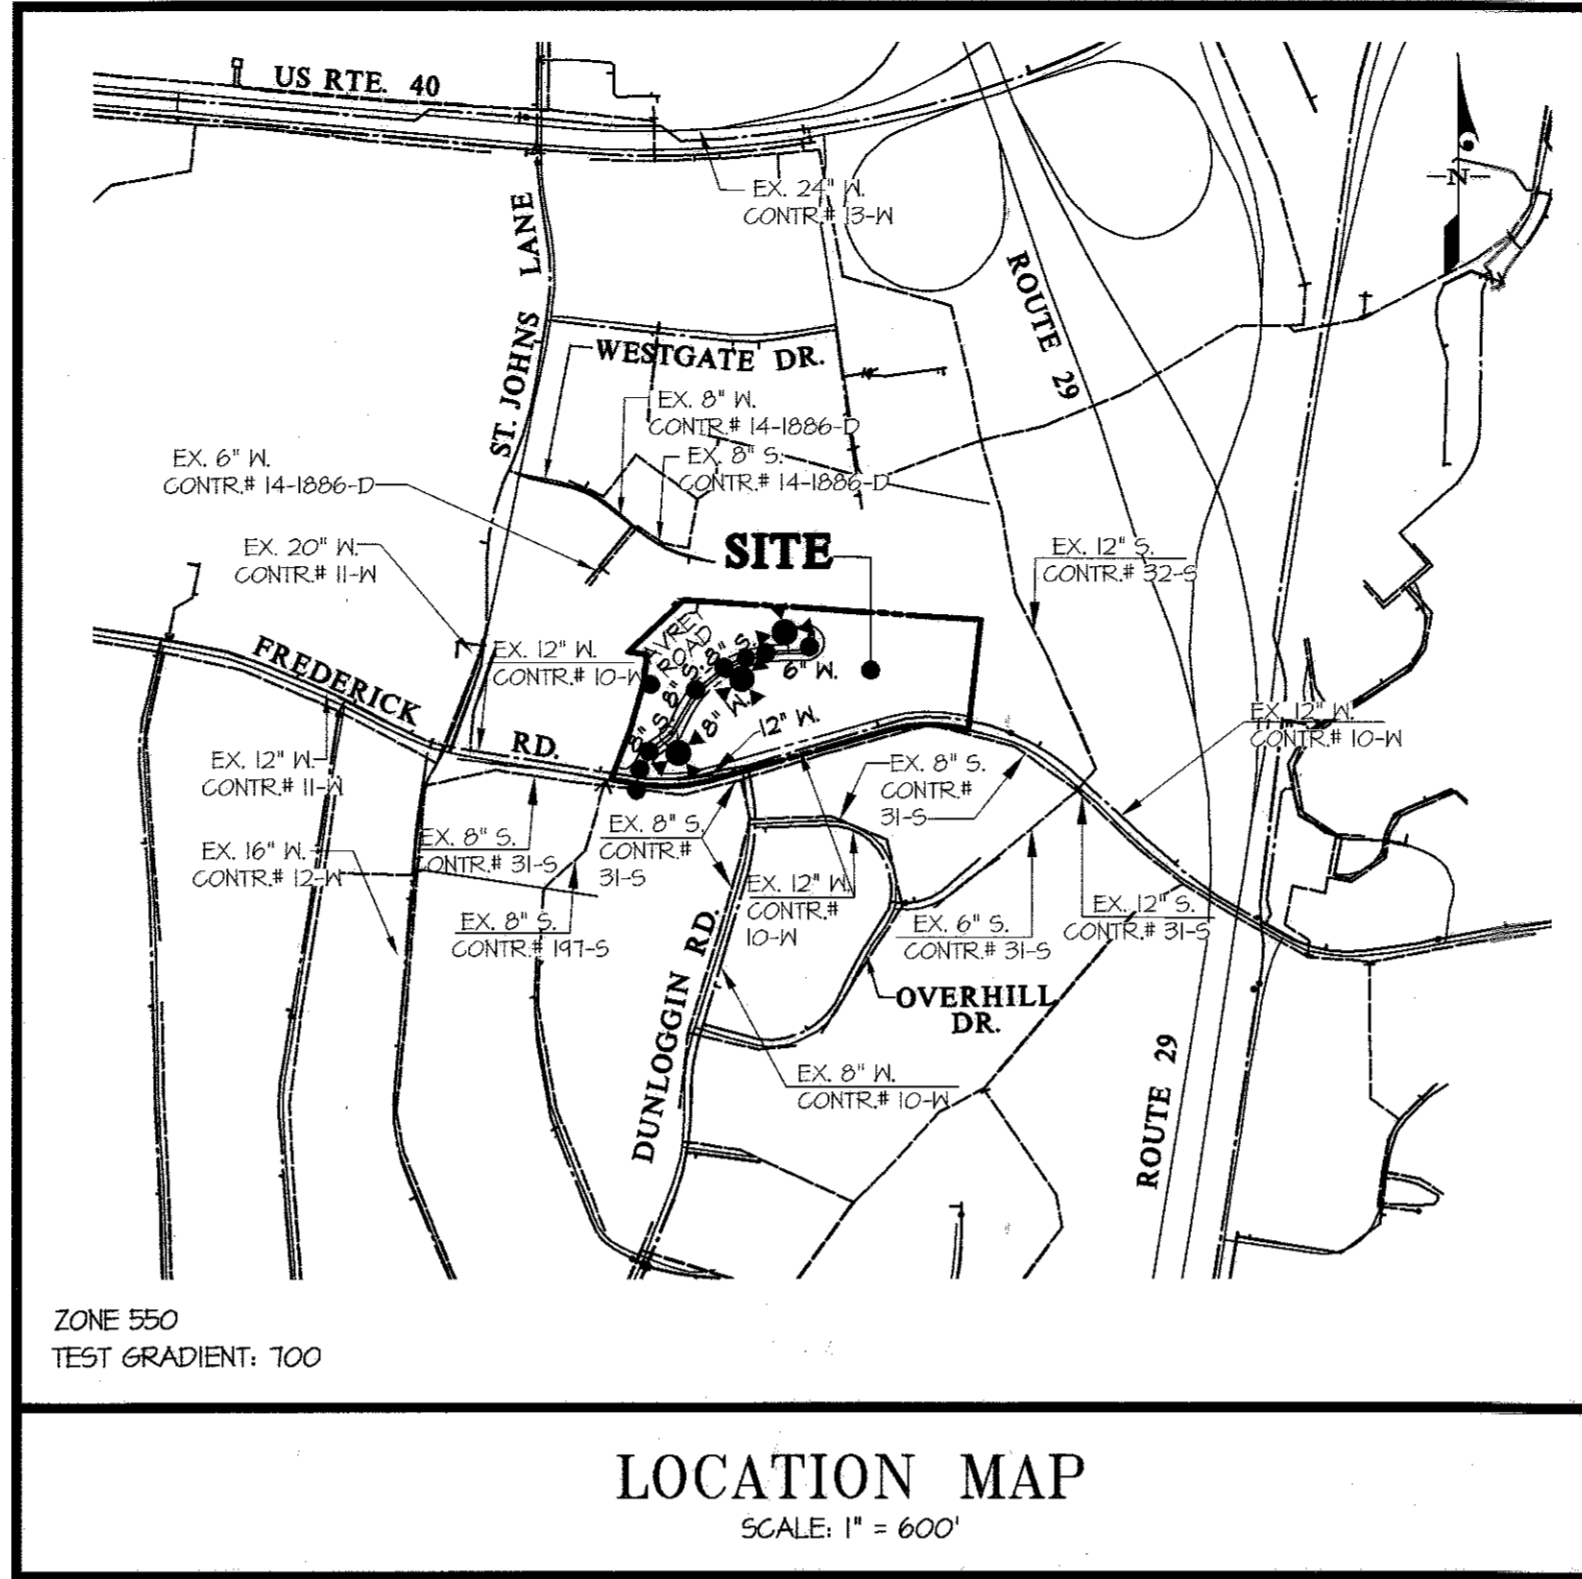 US RTE. 40
EX. 24" W.
CONTR.# 13-W
N
ST. JOHNS LANE
ROUTE 29
WESTGATE DR.
EX. 8" W.
CONTR.# 14-1886-D
EX. 8" S.
CONTR.# 14-1886-D
EX. 6" W.
CONTR.# 14-1886-D
SITE
EX. 20" W.
CONTR.# 11-W
EX. 12" S.
CONTR.# 32-S
FREDERICK RD.
EX. 12" W.
CONTR.# 10-W
ROAD
8" S.
8" S.
8" S.
6" W.
8" W.
12" W.
EX. 12" W.
CONTR.# 10-W
EX. 12" W.
CONTR.# 11-W
EX. 8" S.
CONTR.#
31-S
EX. 16" W.
CONTR.# 12-W
EX. 8" S.
CONTR.# 31-S
EX. 8" S.
CONTR.#
31-S
EX. 12" W.
CONTR.#
10-W
EX. 6" S.
CONTR.# 31-S
EX. 12" S.
CONTR.# 31-S
EX. 8" S.
CONTR.# 197-S
DUNLOGGIN RD.
OVERHILL
DR.
EX. 8" W.
CONTR.# 10-W
ROUTE 29
ZONE 550
TEST GRADIENT: 700
LOCATION MAP
SCALE: 1" = 600'